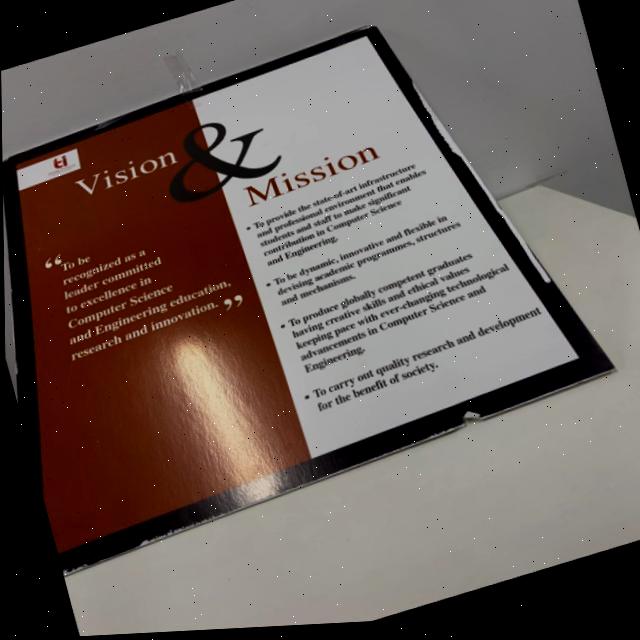 Vision & Mission
“To be
recognized as a
leader committed
to excellence in
Computer Science
and Engineering education,
research and innovation.”
• To provide the state-of-art infrastructure
and professional environment that enables
students and staff to make significant
contribution in Computer Science
and Engineering.
• To be dynamic, innovative and flexible in
devising academic programmes, structures
and mechanisms.
• To produce globally competent graduates
having creative skills and ethical values
keeping pace with ever-changing technological
advancements in Computer Science and
Engineering.
• To carry out quality research and development
for the benefit of society.